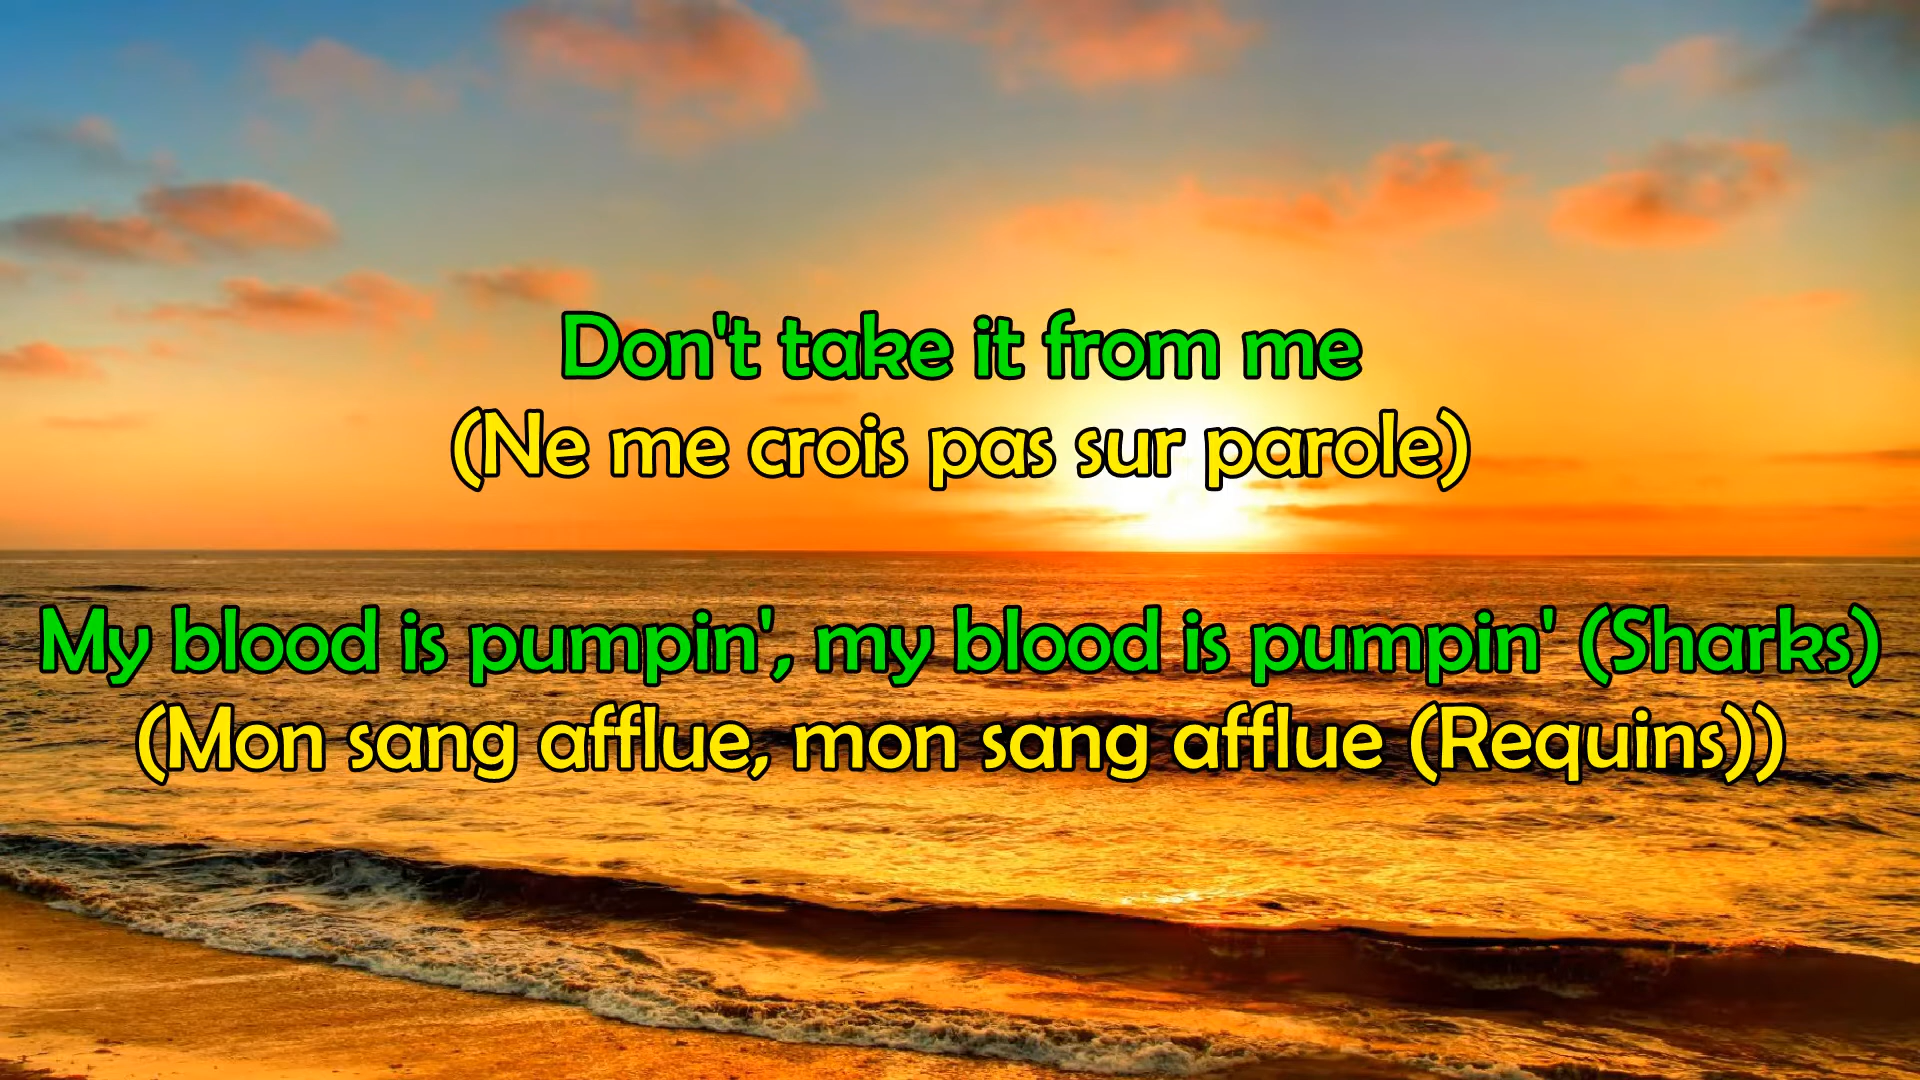 Don't take it from me
(Ne me crois pas sur parole)
My blood is pumpin', my blood is pumpin' (Sharks)
(Mon sang afflue, mon sang afflue (Requins))